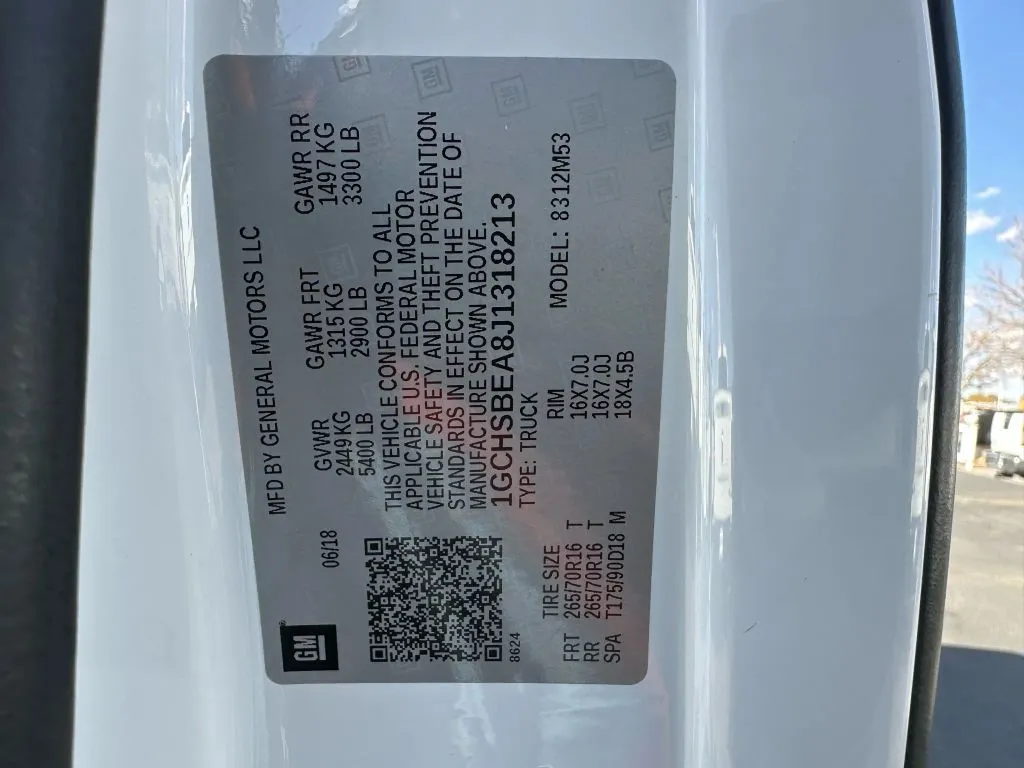 GM
MFD BY GENERAL MOTORS LLC
06/18
GVWR GAWR FRT GAWR RR
2449 KG 1315 KG 1497 KG
5400 LB 2900 LB 3300 LB
THIS VEHICLE CONFORMS TO ALL
APPLICABLE U.S. FEDERAL MOTOR
VEHICLE SAFETY AND THEFT PREVENTION
STANDARDS IN EFFECT ON THE DATE OF
MANUFACTURE SHOWN ABOVE.
1GCHSBEA8J1318213
TYPE: TRUCK
8624
MODEL: 8312M53
TIRE SIZE RIM
FRT 265/70R16 T 16X7.0J
RR 265/70R16 T 16X7.0J
SPA T175/90D18 M 18X4.5B